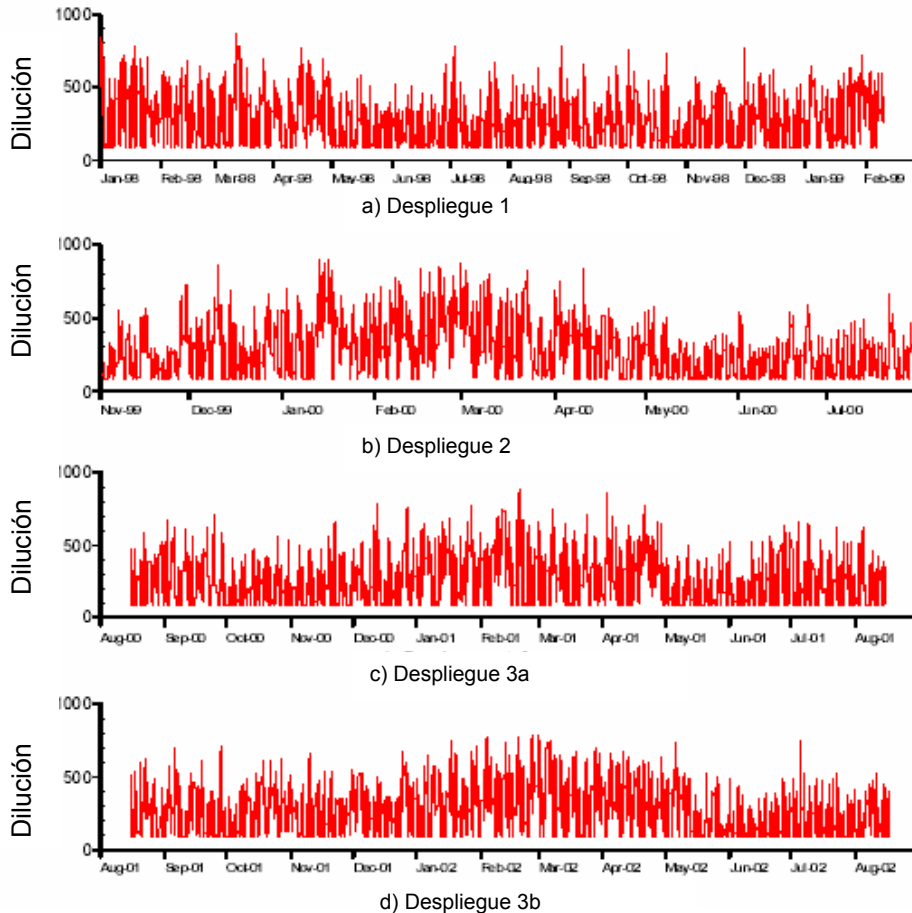 1000
500
0
Dilución
Jan-98 Feb-98 Mar-98 Apr-98 May-98 Jun-98 Jul-98 Aug-98 Sep-98 Oct-98 Nov-98 Dec-98 Jan-99 Feb-99
a) Despliegue 1
1000
500
0
Dilución
Nov-99 Dec-99 Jan-00 Feb-00 Mar-00 Apr-00 May-00 Jun-00 Jul-00
b) Despliegue 2
1000
500
0
Dilución
Aug-00 Sep-00 Oct-00 Nov-00 Dec-00 Jan-01 Feb-01 Mar-01 Apr-01 May-01 Jun-01 Jul-01 Aug-01
c) Despliegue 3a
1000
500
0
Dilución
Aug-01 Sep-01 Oct-01 Nov-01 Dec-01 Jan-02 Feb-02 Mar-02 Apr-02 May-02 Jun-02 Jul-02 Aug-02
d) Despliegue 3b